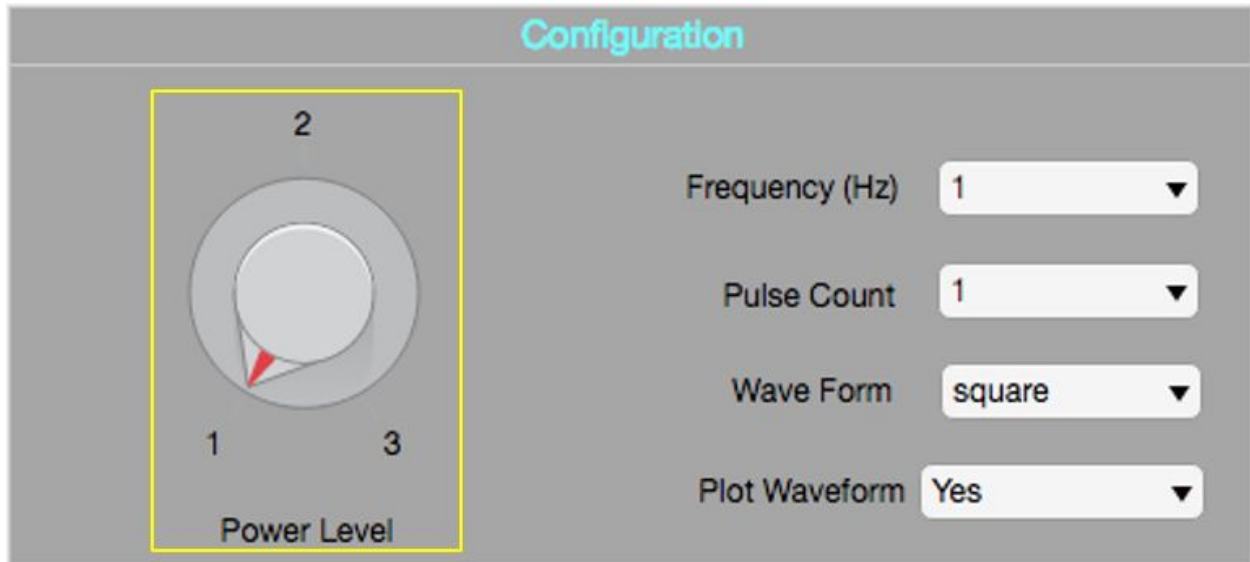 Configuration
2
1
3
Power Level
Frequency (Hz) 1
Pulse Count 1
Wave Form square
Plot Waveform Yes